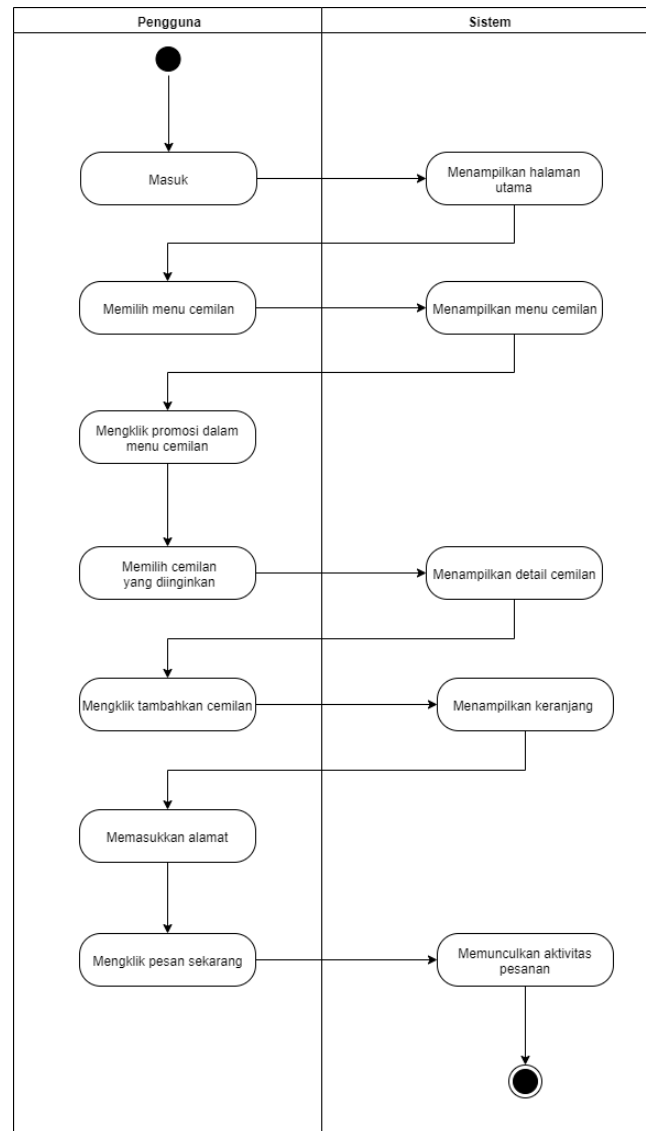 Pengguna
Sistem
Masuk
Menampilkan halaman
utama
Memilih menu cemilan
Menampilkan menu cemilan
Mengklik promosi dalam
menu cemilan
Memilih cemilan
yang diinginkan
Menampilkan detail cemilan
Mengklik tambahkan cemilan
Menampilkan keranjang
Memasukkan alamat
Mengklik pesan sekarang
Memunculkan aktivitas
pesanan